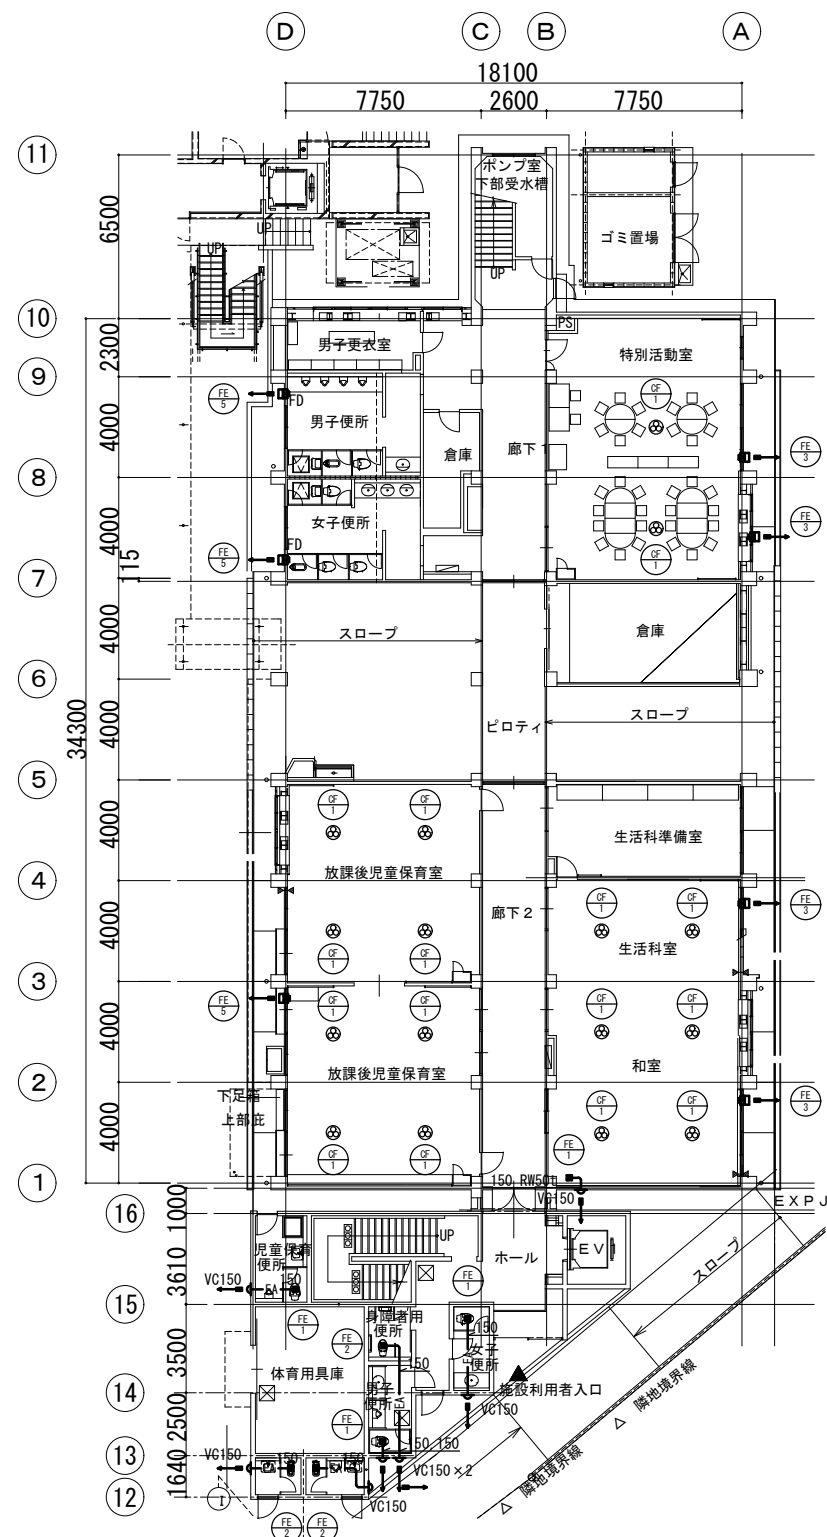 D C B A
18100
7750 2600 7750
11
ポンプ室
下部受水槽
6500
ゴミ置場
UP
UP
UP
10
PS
2300
男子更衣室
特別活動室
9
FE
5
FD
CF
1
4000
男子便所
倉庫
廊下1
FE
3
8
4000
女子便所
FE
3
FE
5
FD
CF
1
115
7
4000
スロープ
倉庫
6
34300
4000
ピロティ
スロープ
5
CF
1
CF
1
4000
生活科準備室
放課後児童保育室
4
CF
1
CF
1
FE
3
4000
廊下2
生活科室
CF
1
CF
1
3
FE
5
CF
1
CF
1
CF
1
CF
1
4000
和室
放課後児童保育室
2
下足箱
上部庇
CF
1
CF
1
FE
3
4000
FE
1
CF
1
CF
1
1
150 RW50
VC150
EXPJ
16
1000
児童保育
便所
UP
ホール
EV
スロープ
3610
VC150
150
EA
FE
1
15
FE
1
身障者用
便所
FE
2
150
女子
便所
EA
3500
体育用具庫
150
隣地境界線
14
男子
便所
EA
施設利用者入口
2500
FE
1
VC150
13
VC150
150
150 150
1640
VC150×2
隣地境界線
12
VC150
FE
2
FE
2